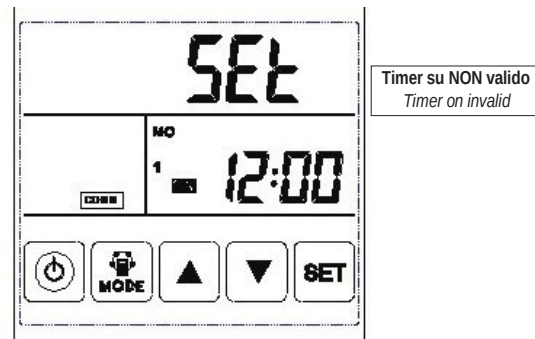 SEt
Timer su NON valido
Timer on invalid
MO
1
12:00
MODE
SET